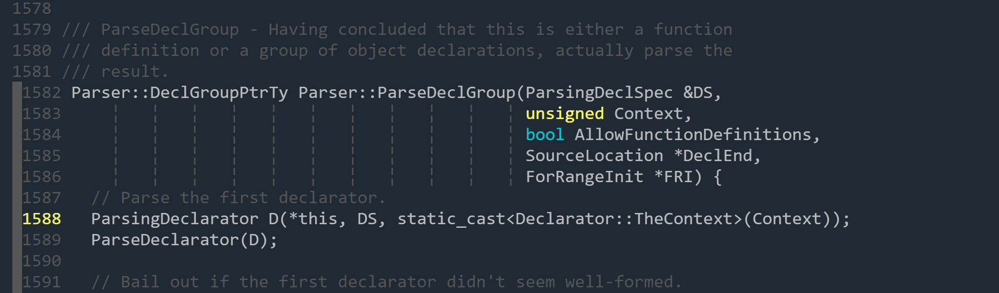 1578
1579 /// ParseDeclGroup - Having concluded that this is either a function
1580 /// definition or a group of object declarations, actually parse the
1581 /// result.
1582 Parser::DeclGroupPtrTy Parser::ParseDeclGroup(ParsingDeclSpec &DS,
1583 unsigned Context,
1584 bool AllowFunctionDefinitions,
1585 SourceLocation *DeclEnd,
1586 ForRangeInit *FRI) {
1587 // Parse the first declarator.
1588 ParsingDeclarator D(*this, DS, static_cast<Declarator::TheContext>(Context));
1589 ParseDeclarator(D);
1590
1591 // Bail out if the first declarator didn't seem well-formed.